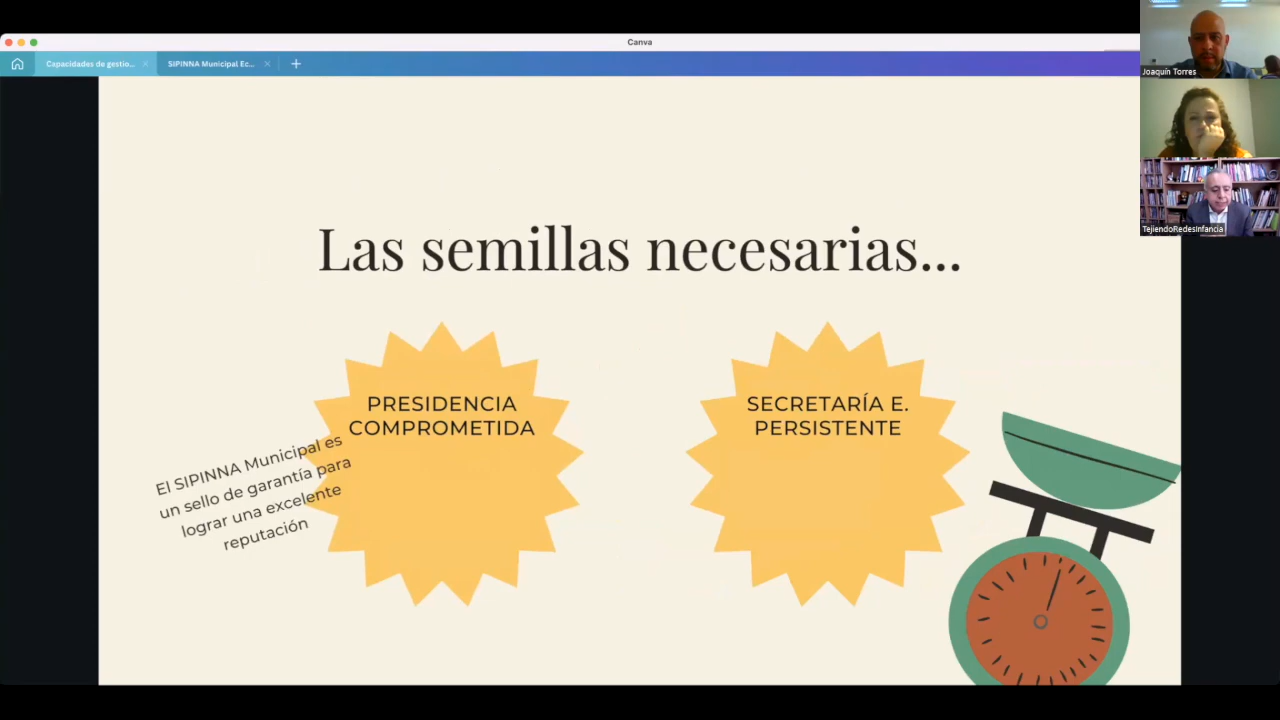 Canva
Capacidades de gestio...
SIPINNA Municipal Ec...
Joaquín Torres
TejiendoRedesInfancia
Las semillas necesarias...
PRESIDENCIA
COMPROMETIDA
SECRETARÍA E.
PERSISTENTE
El SIPINNA Municipal es
un sello de garantía para
lograr una excelente
reputación